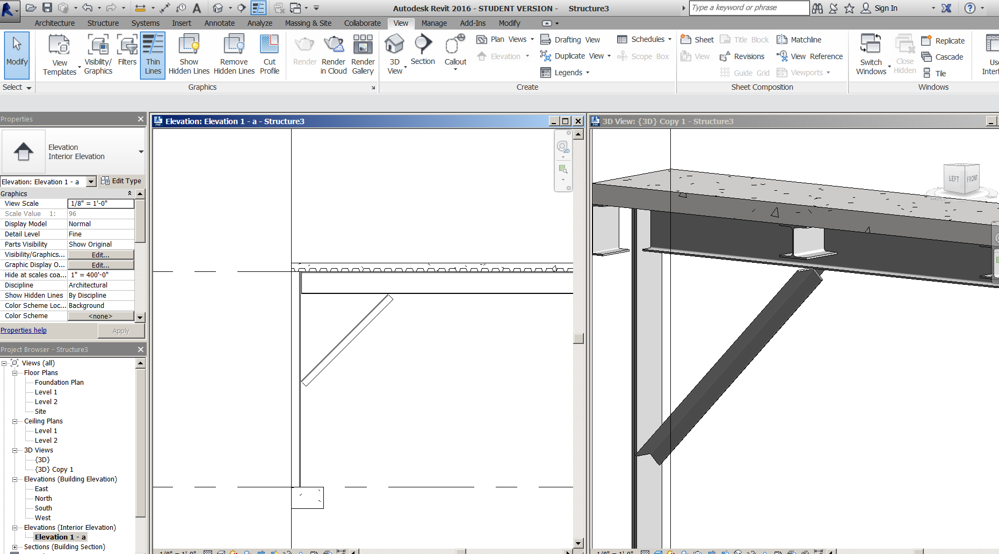 Autodesk Revit 2016 - STUDENT VERSION - Structure3
Type a keyword or phrase
Sign In
Architecture Structure Systems Insert Annotate Analyze Massing & Site Collaborate View Manage Add-Ins Modify
Modify
View Templates
Visibility/ Graphics
Filters
Thin Lines
Show Hidden Lines
Remove Hidden Lines
Cut Profile
Render
Render in Cloud
Render Gallery
3D View
Section
Callout
Plan Views
Elevation
Drafting View
Duplicate View
Legends
Schedules
Scope Box
Sheet
View
Title Block
Revisions
Guide Grid
Matchline
View Reference
Viewports
Switch Windows
Close Hidden
Replicate
Cascade
Tile
Select
Graphics
Create
Sheet Composition
Windows
Properties
Elevation
Interior Elevation
Elevation: Elevation 1 - a
Edit Type
Graphics
View Scale 1/8" = 1'-0"
Scale Value 1: 96
Display Model Normal
Detail Level Fine
Parts Visibility Show Original
Visibility/Graphics... Edit...
Graphic Display O... Edit...
Hide at scales coa... 1" = 400'-0"
Discipline Architectural
Show Hidden Lines By Discipline
Color Scheme Loc... Background
Color Scheme <none>
Properties help
Apply
Project Browser - Structure3
Views (all)
Floor Plans
Foundation Plan
Level 1
Level 2
Site
Ceiling Plans
Level 1
Level 2
3D Views
{3D}
{3D} Copy 1
Elevations (Building Elevation)
East
North
South
West
Elevations (Interior Elevation)
Elevation 1 - a
Sections (Building Section)
Elevation: Elevation 1 - a - Structure3
2D
1/8" = 1'-0"
3D View: {3D} Copy 1 - Structure3
LEFT FRONT
1/8" = 1'-0"